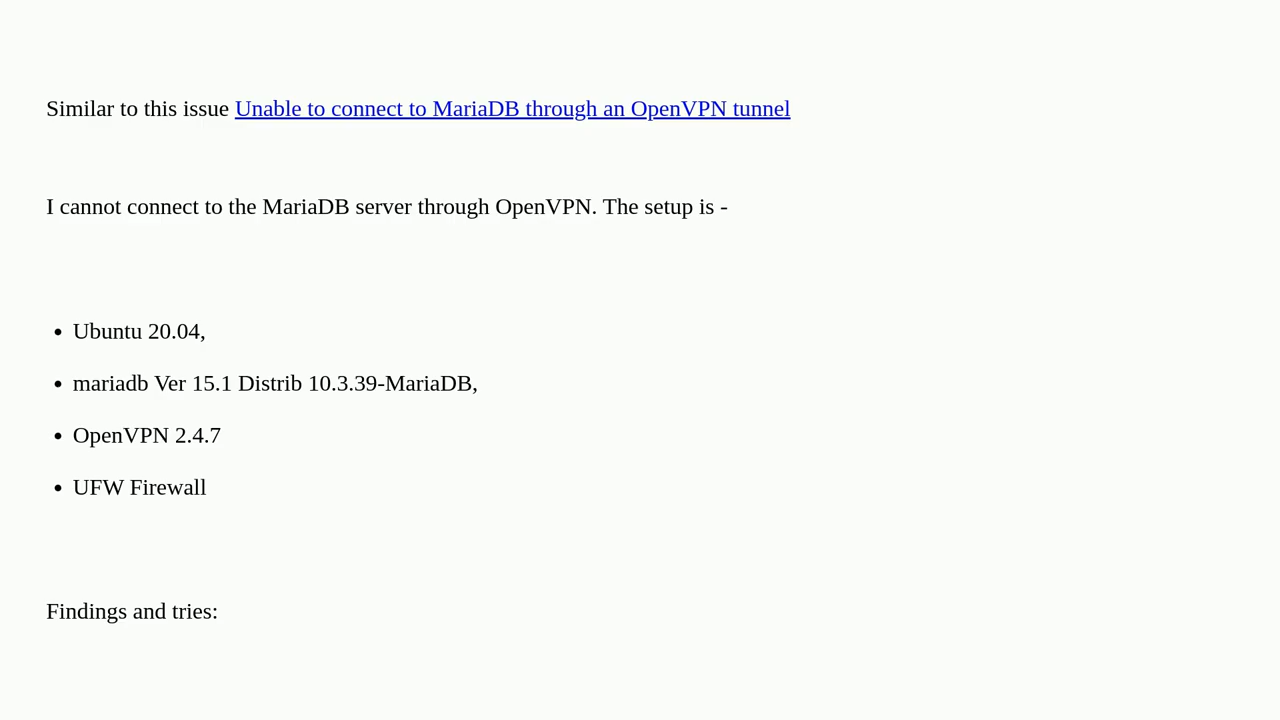 Similar to this issue Unable to connect to MariaDB through an OpenVPN tunnel
I cannot connect to the MariaDB server through OpenVPN. The setup is -
• Ubuntu 20.04,
• mariadb Ver 15.1 Distrib 10.3.39-MariaDB,
• OpenVPN 2.4.7
• UFW Firewall
Findings and tries: